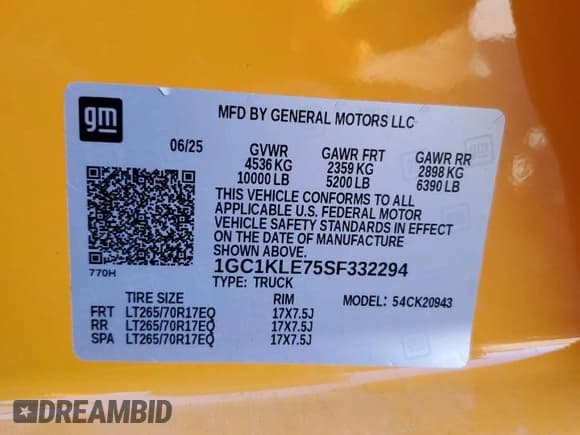 gm
MFD BY GENERAL MOTORS LLC
06/25 GVWR GAWR FRT GAWR RR
4536 KG 2359 KG 2898 KG
10000 LB 5200 LB 6390 LB
THIS VEHICLE CONFORMS TO ALL
APPLICABLE U.S. FEDERAL MOTOR
VEHICLE SAFETY STANDARDS IN EFFECT
ON THE DATE OF MANUFACTURE
SHOWN ABOVE.
770H
1GC1KLE75SF332294
TYPE: TRUCK
TIRE SIZE RIM MODEL: 54CK20943
FRT LT265/70R17EQ 17X7.5J
RR LT265/70R17EQ 17X7.5J
SPA LT265/70R17EQ 17X7.5J
DREAMBID